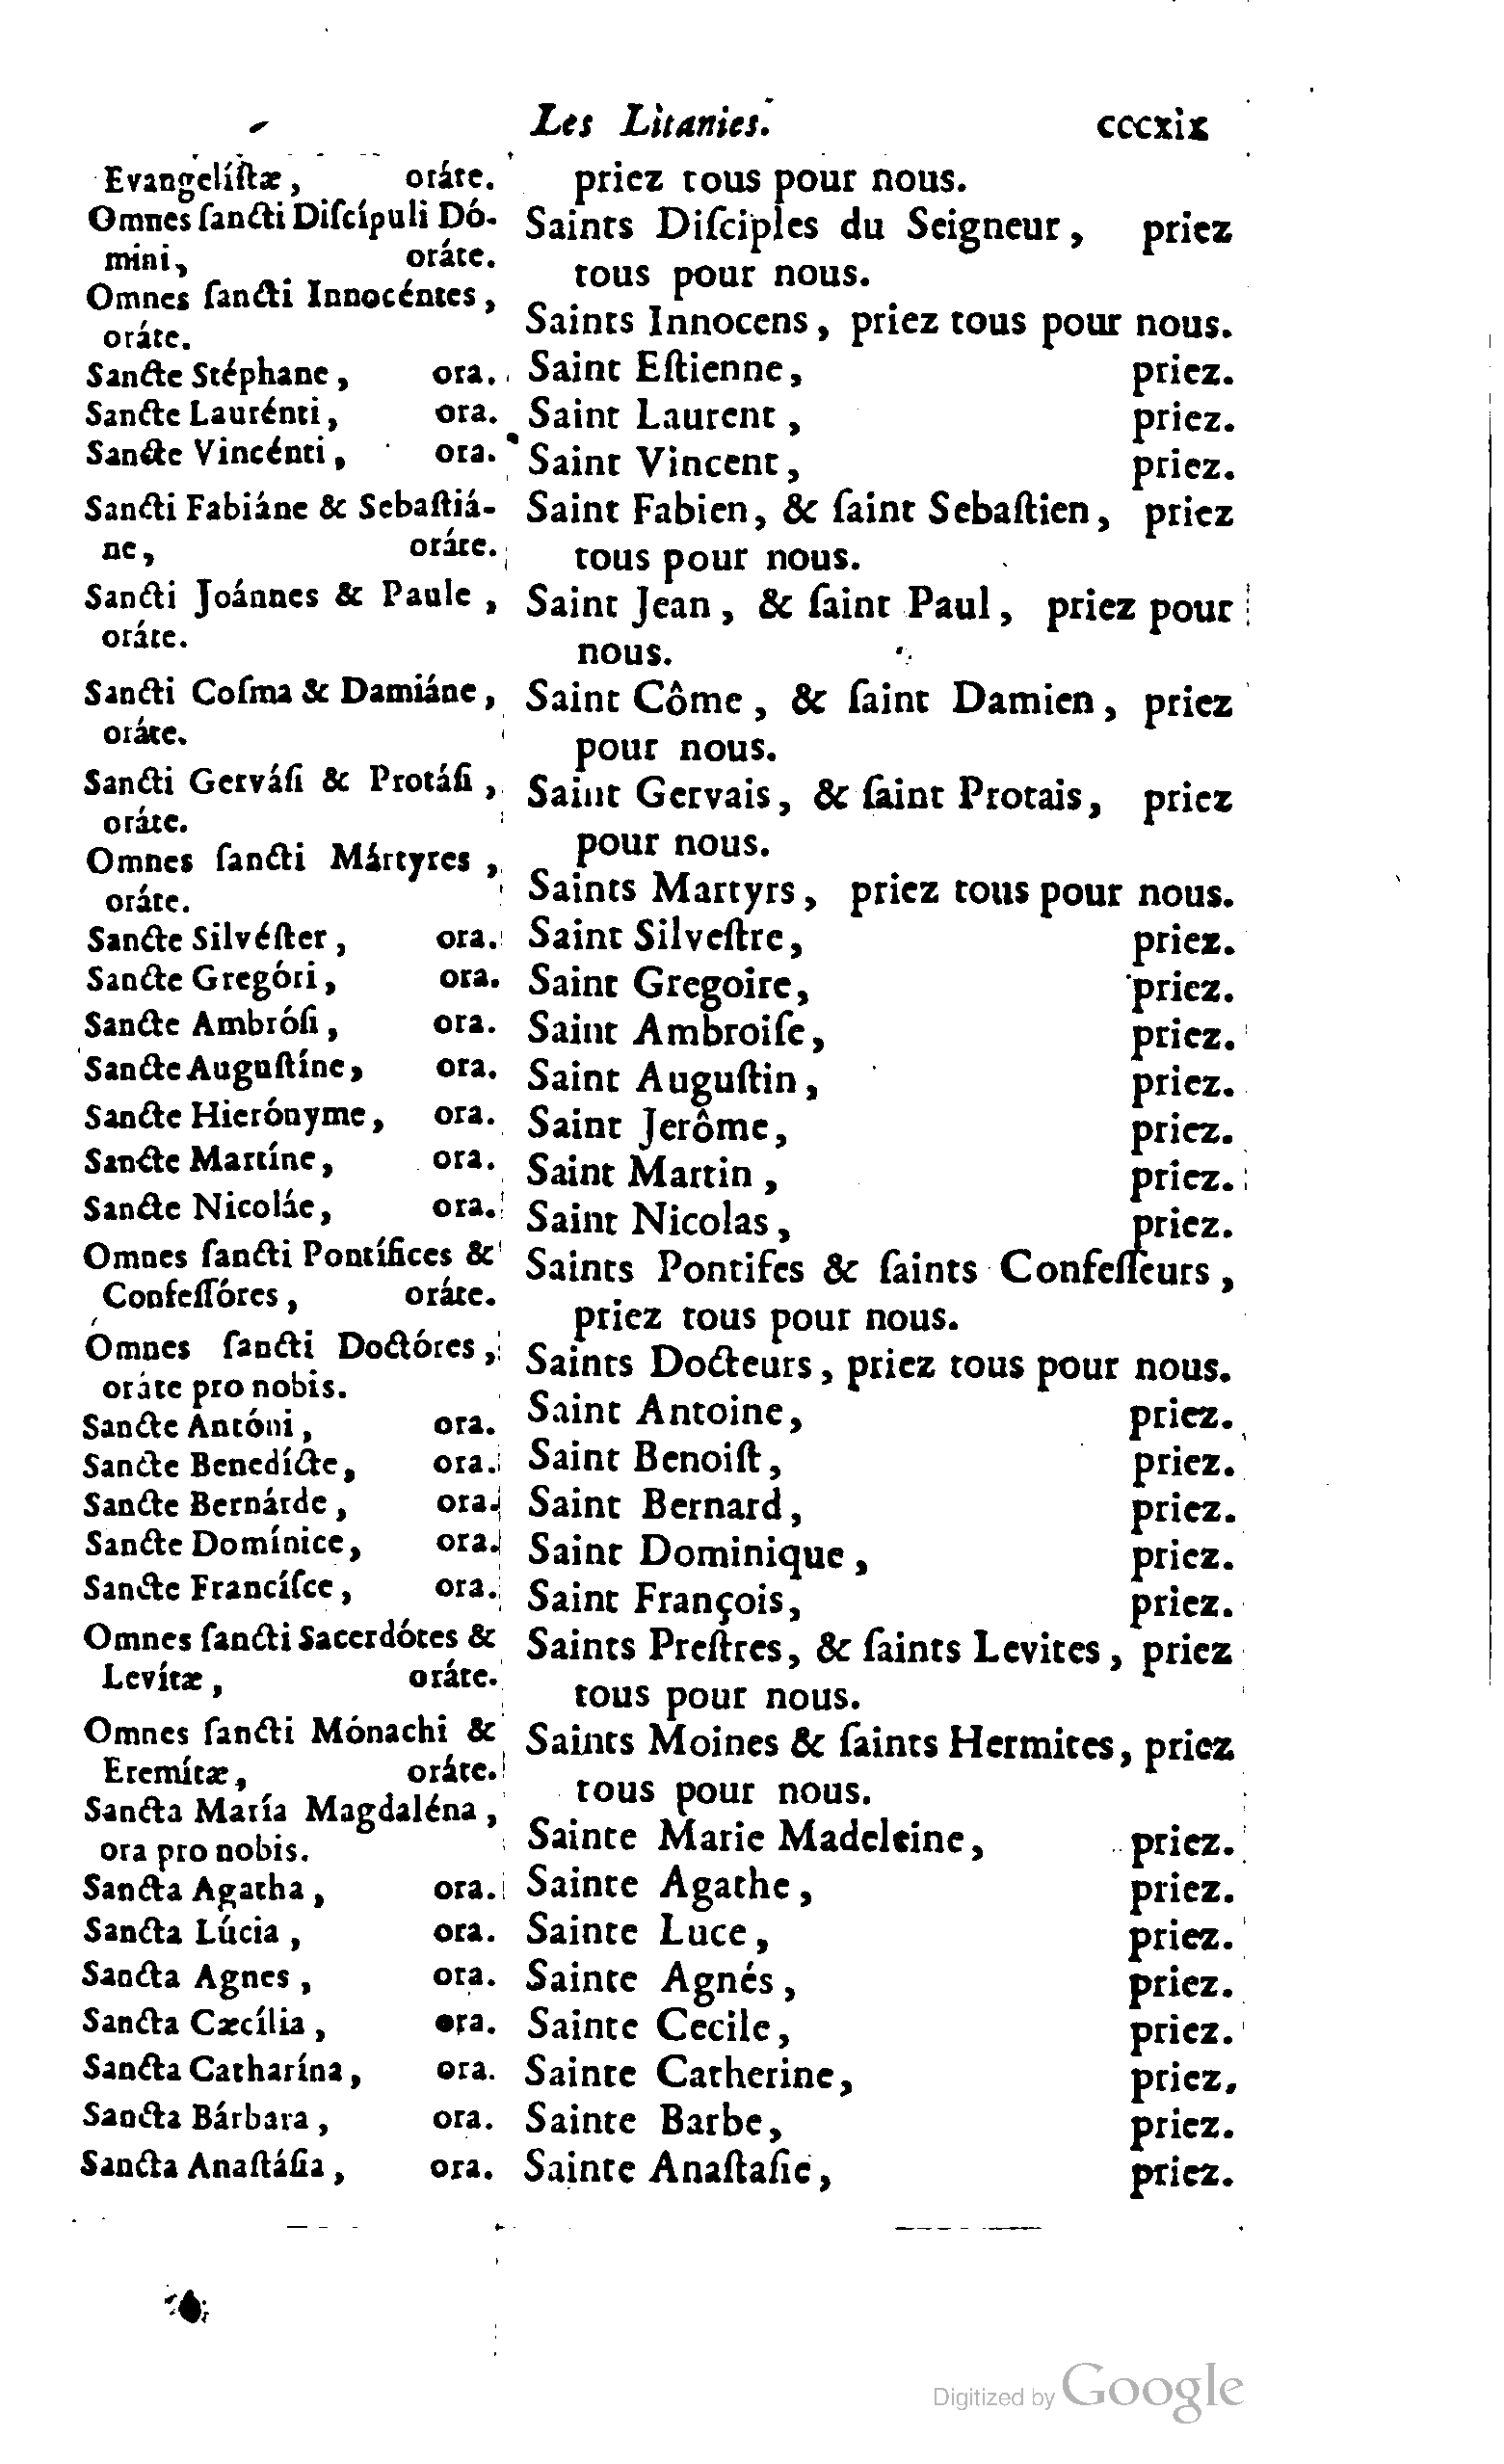 Les Litanies. cccxix
Evangelíſtæ, oráte.
Omnes ſancti Diſcípuli Dó-
mini, oráte.
Omnes ſancti Innocéntes,
oráte.
Sancte Stéphane, ora.
Sancte Laurénti, ora.
Sancte Vincénti, ora.
Sancti Fabiáne & Sebaſtiá-
ne, oráte.
Sancti Joánnes & Paule,
oráte.
Sancti Coſma & Damiáne,
oráte.
Sancti Gerváſi & Protáſi,
oráte.
Omnes ſancti Mártyres,
oráte.
Sancte Silvéſter, ora.
Sancte Gregóri, ora.
Sancte Ambróſi, ora.
Sancte Auguſtíne, ora.
Sancte Hierónyme, ora.
Sancte Martíne, ora.
Sancte Nicoláe, ora.
Omnes ſancti Pontífices &
Confeſſóres, oráte.
Omnes ſancti Doctóres,
oráte pro nobis.
Sancte Antóni, ora.
Sancte Benedícte, ora.
Sancte Bernárde, ora.
Sancte Domínice, ora.
Sancte Francíſce, ora.
Omnes ſancti Sacerdótes &
Levítæ, oráte.
Omnes ſancti Mónachi &
Eremítæ, oráte.
Sancta María Magdaléna,
ora pro nobis.
Sancta Agatha, ora.
Sancta Lúcia, ora.
Sancta Agnes, ora.
Sancta Cæcília, ora.
Sancta Catharína, ora.
Sancta Bárbara, ora.
Sancta Anaſtáſia, ora.
priez tous pour nous.
Saints Diſciples du Seigneur, priez
tous pour nous.
Saints Innocens, priez tous pour nous.
Saint Eſtienne, priez.
Saint Laurent, priez.
Saint Vincent, priez.
Saint Fabien, & ſaint Sebaſtien, priez
tous pour nous.
Saint Jean, & ſaint Paul, priez pour
nous.
Saint Côme, & ſaint Damien, priez
pour nous.
Saint Gervais, & ſaint Protais, priez
pour nous.
Saints Martyrs, priez tous pour nous.
Saint Silveſtre, priez.
Saint Gregoire, priez.
Saint Ambroiſe, priez.
Saint Auguſtin, priez.
Saint Jerôme, priez.
Saint Martin, priez.
Saint Nicolas, priez.
Saints Pontifes & ſaints Confeſſeurs,
priez tous pour nous.
Saints Docteurs, priez tous pour nous.
Saint Antoine, priez.
Saint Benoiſt, priez.
Saint Bernard, priez.
Saint Dominique, priez.
Saint François, priez.
Saints Preſtres, & ſaints Levites, priez
tous pour nous.
Saints Moines & ſaints Hermites, priez
tous pour nous.
Sainte Marie Madeleine, priez.
Sainte Agathe, priez.
Sainte Luce, priez.
Sainte Agnés, priez.
Sainte Cecile, priez.
Sainte Catherine, priez,
Sainte Barbe, priez.
Sainte Anaſtaſie, priez.
Digitized by Google